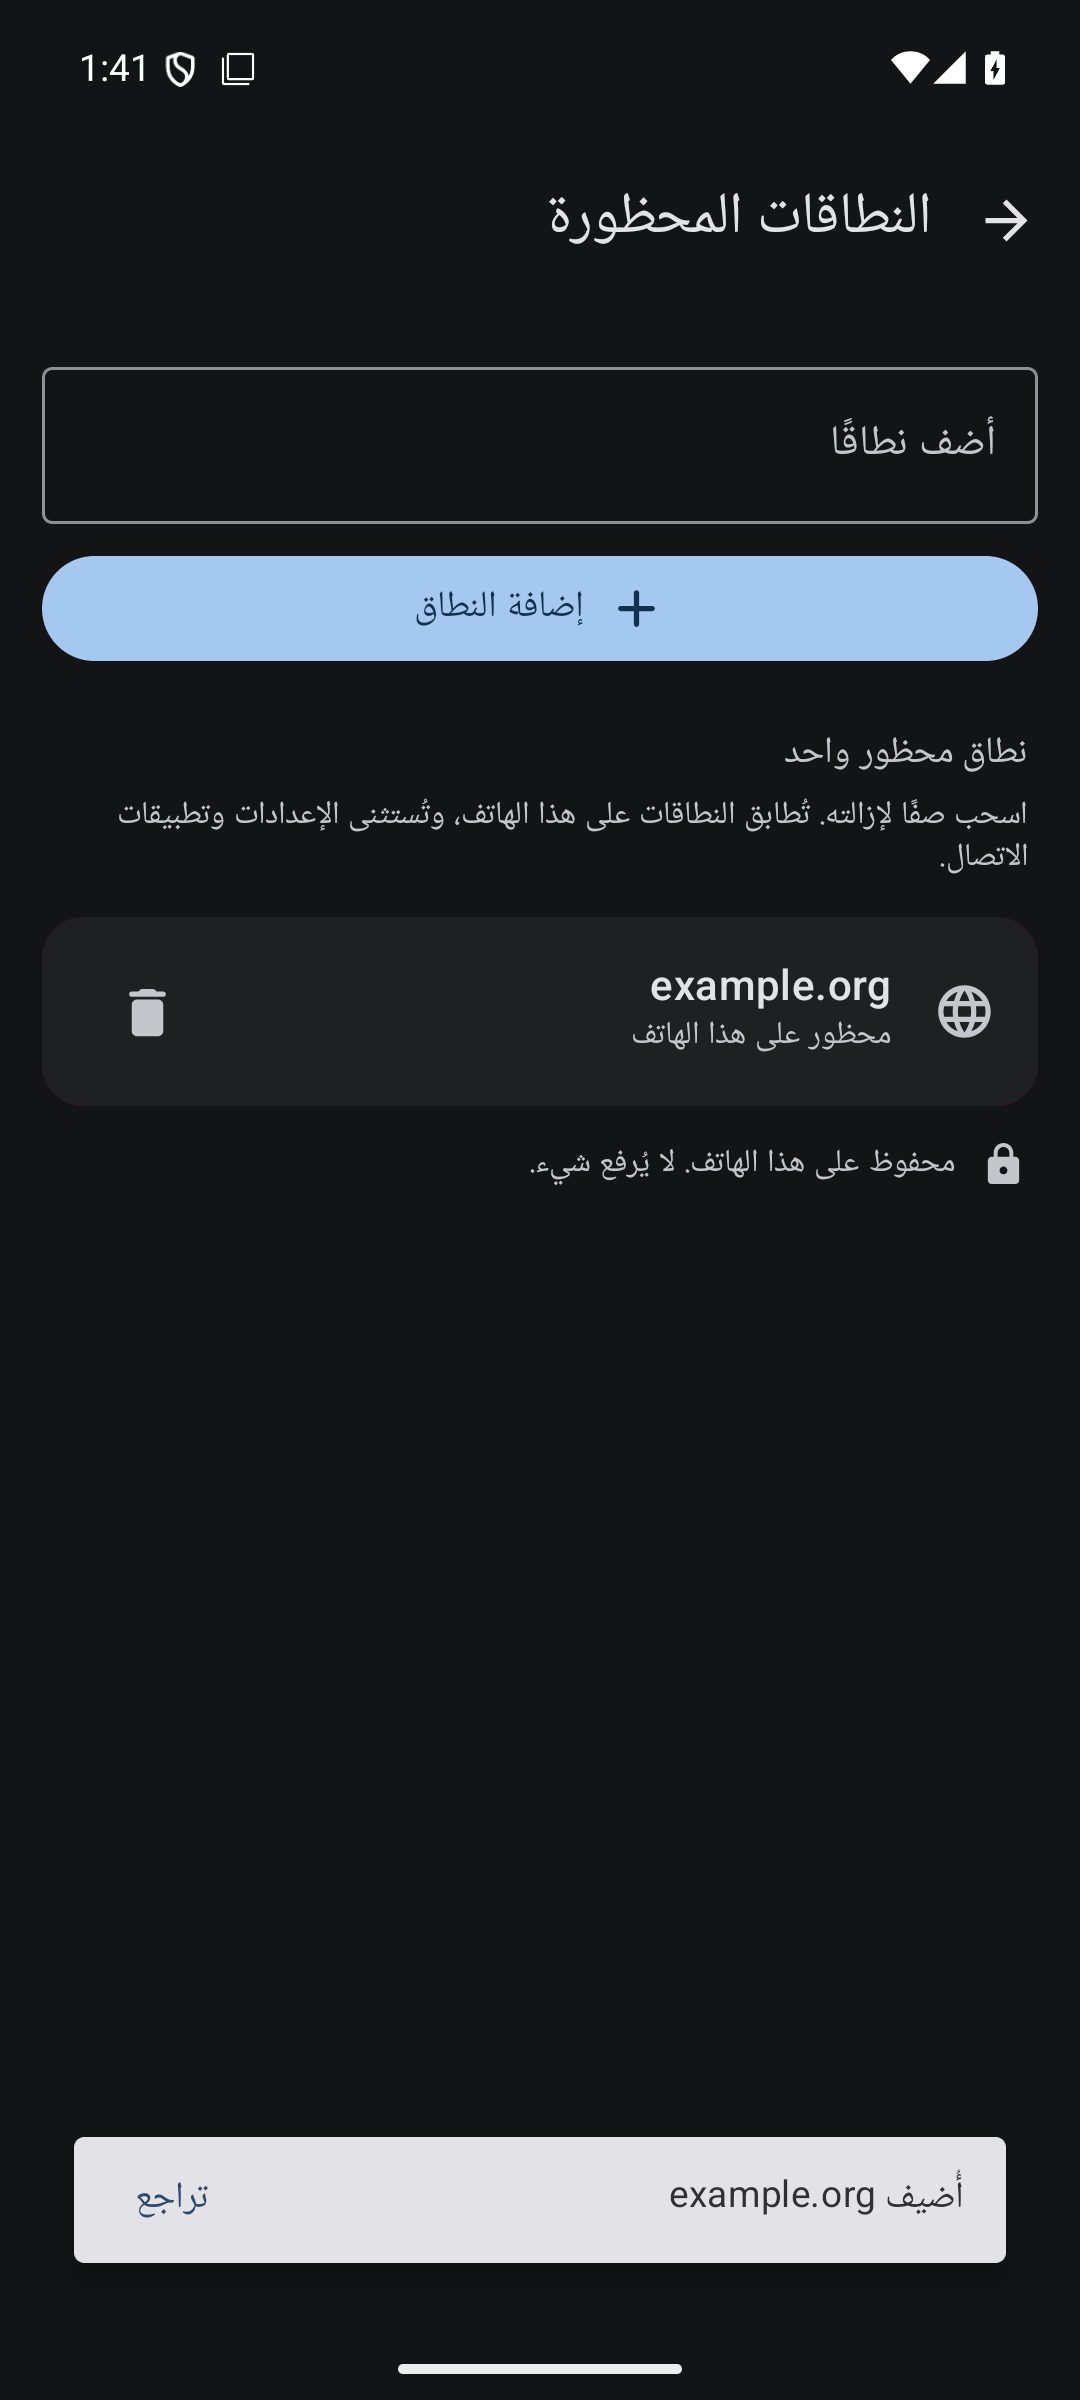 1:41
النطاقات المحظورة
أضف نطاقًا
إضافة النطاق
نطاق محظور واحد
اسحب صفًا لإزالته. تُطابق النطاقات على هذا الهاتف، وتُستثنى الإعدادات وتطبيقات
الاتصال.
example.org
محظور على هذا الهاتف
محفوظ على هذا الهاتف. لا يُرفع شيء.
أُضيف example.org
تراجع